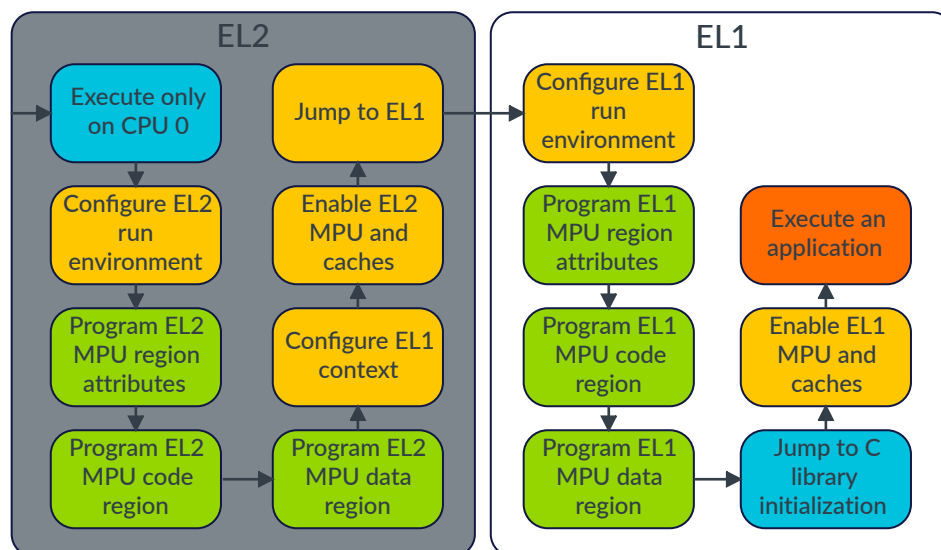 EL2
Execute only
on CPU 0
Configure EL2
run
environment
Program EL2
MPU region
attributes
Program EL2
MPU code
region
Program EL2
MPU data
region
Configure EL1
context
Enable EL2
MPU and
caches
Jump to EL1
EL1
Configure EL1
run
environment
Program EL1
MPU region
attributes
Program EL1
MPU code
region
Program EL1
MPU data
region
Jump to C
library
initialization
Enable EL1
MPU and
caches
Execute an
application